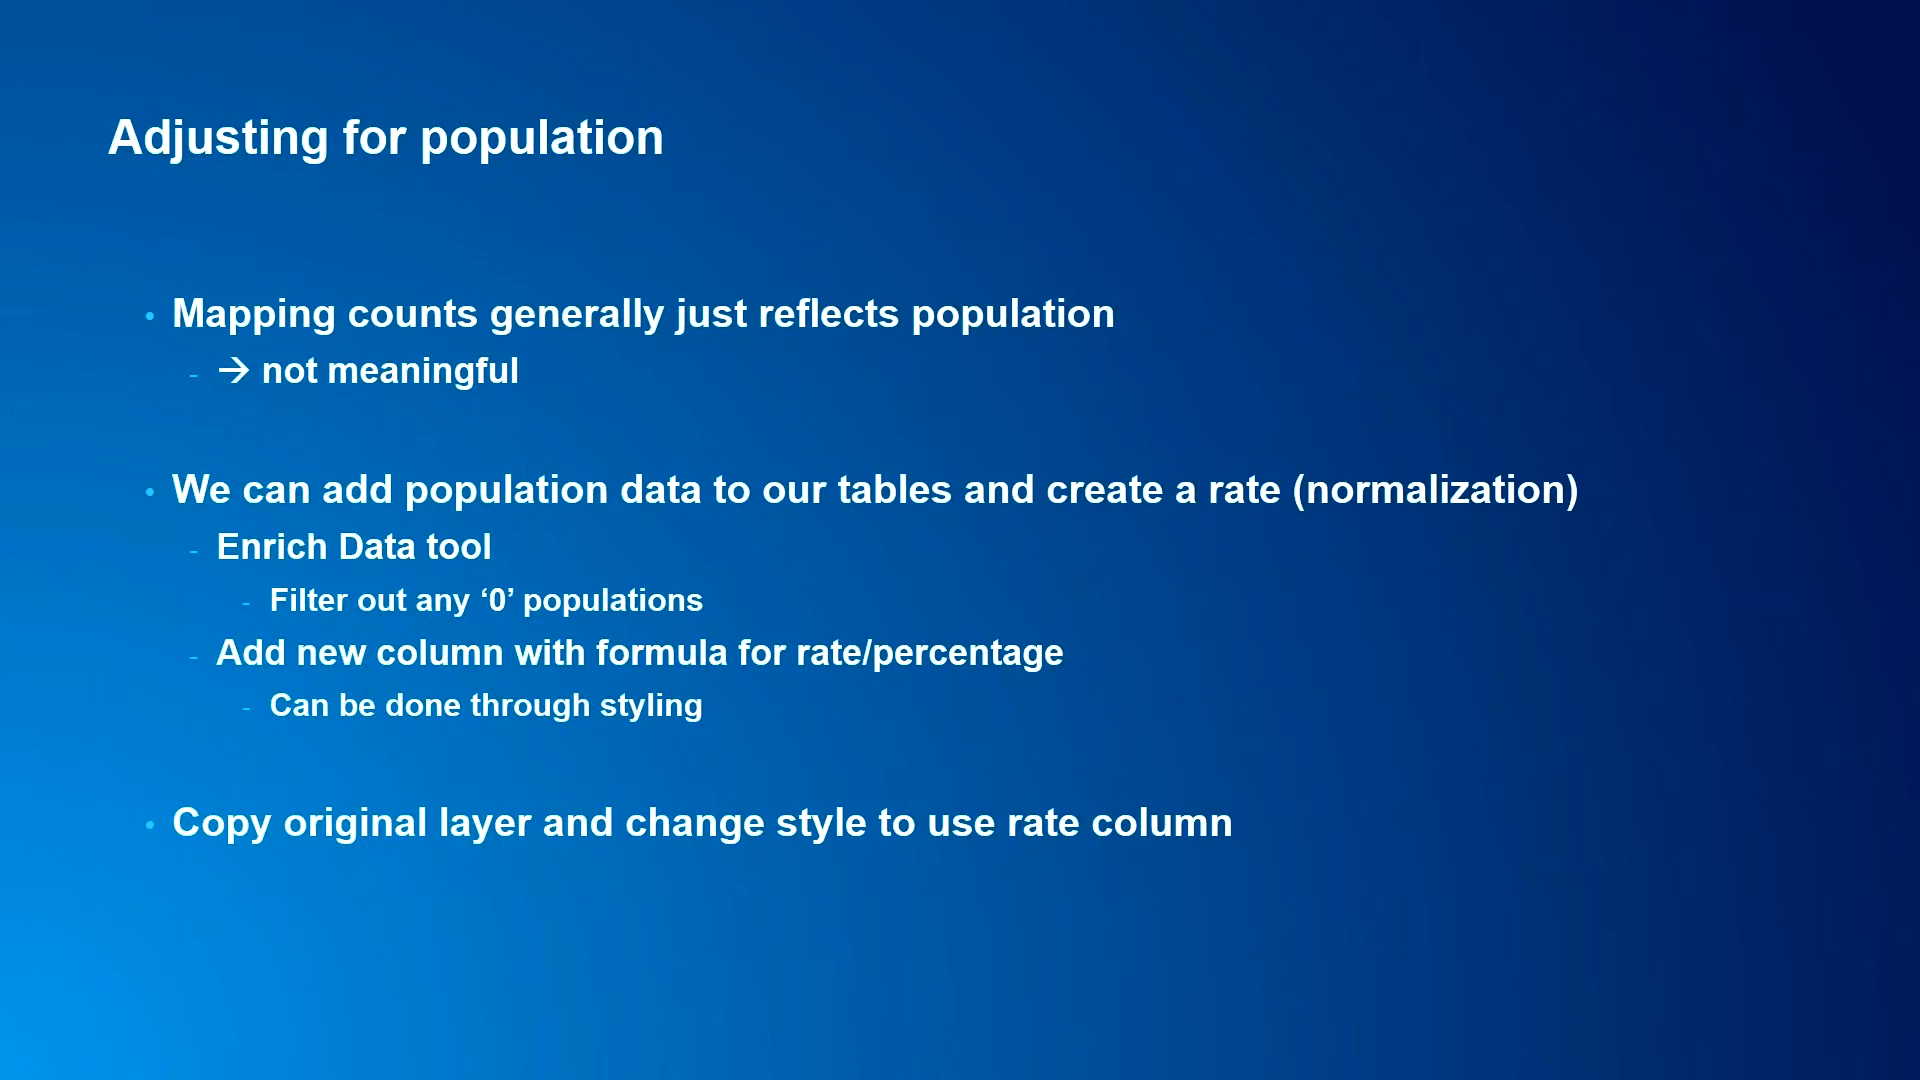 Adjusting for population
• Mapping counts generally just reflects population
- → not meaningful
• We can add population data to our tables and create a rate (normalization)
- Enrich Data tool
- Filter out any ‘0’ populations
- Add new column with formula for rate/percentage
- Can be done through styling
• Copy original layer and change style to use rate column